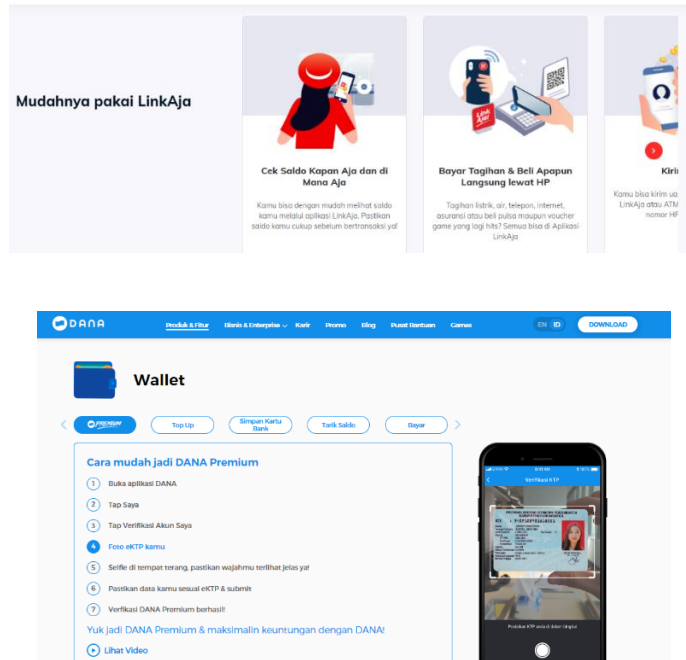 Mudahnya pakai LinkAja
Link
Aja!
Cek Saldo Kapan Aja dan di
Mana Aja
Kamu bisa dengan mudah melihat saldo
kamu melalui aplikasi LinkAja. Pastikan
saldo kamu cukup sebelum bertransaksi ya!
Bayar Tagihan & Beli Apapun
Langsung lewat HP
Tagihan listrik, air, telepon, internet,
asuransi atau beli pulsa maupun voucher
game yang lagi hits? Semua bisa di Aplikasi
LinkAja
Kiri
Kamu bisa kirim ua
LinkAja atau ATM
nomor HP
DANA
Produk & Fitur
Bisnis & Enterprise
Karir
Promo
Blog
Pusat Bantuan
Games
EN ID
DOWNLOAD
Wallet
PREMIUM
Top Up
Simpan Kartu
Bank
Tarik Saldo
Bayar
Cara mudah jadi DANA Premium
1 Buka aplikasi DANA
2 Tap Saya
3 Tap Verifikasi Akun Saya
4 Foto eKTP kamu
5 Selfie di tempat terang, pastikan wajahmu terlihat jelas ya!
6 Pastikan data kamu sesuai eKTP & submit
7 Verfikasi DANA Premium berhasil!
Yuk jadi DANA Premium & maksimalin keuntungan dengan DANA!
Lihat Video
Verifikasi KTP